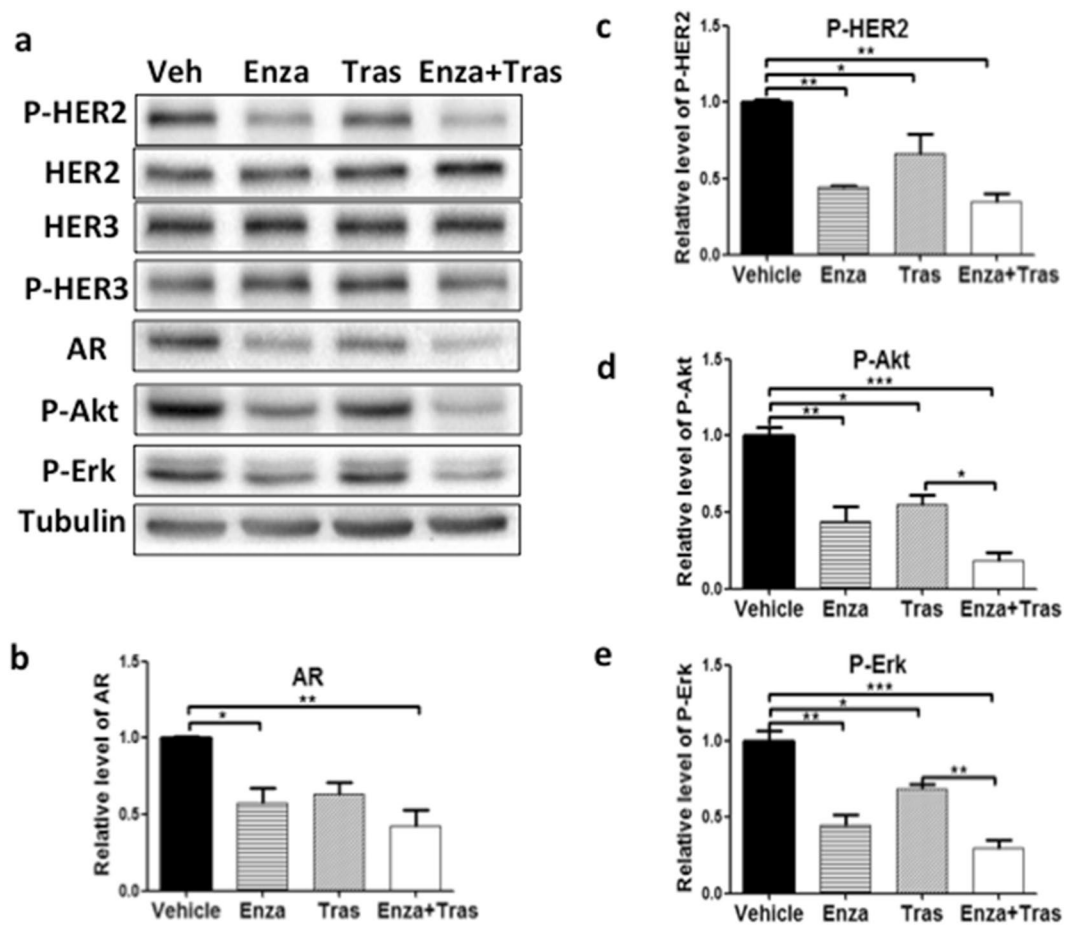 a
Veh Enza Tras Enza+Tras
P-HER2
HER2
HER3
P-HER3
AR
P-Akt
P-Erk
Tubulin
b
AR
Relative level of AR
1.5
1.0
0.5
0.0
*
**
Vehicle Enza Tras Enza+Tras
c
P-HER2
Relative level of P-HER2
1.5
1.0
0.5
0.0
**
*
**
Vehicle Enza Tras Enza+Tras
d
P-Akt
Relative level of P-Akt
1.5
1.0
0.5
0.0
***
*
**
*
Vehicle Enza Tras Enza+Tras
e
P-Erk
Relative level of P-Erk
1.5
1.0
0.5
0.0
***
*
**
**
Vehicle Enza Tras Enza+Tras